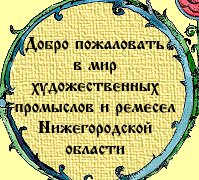 Добро пожаловать
в мир
художественных
промыслов и ремесел
Нижегородской
области